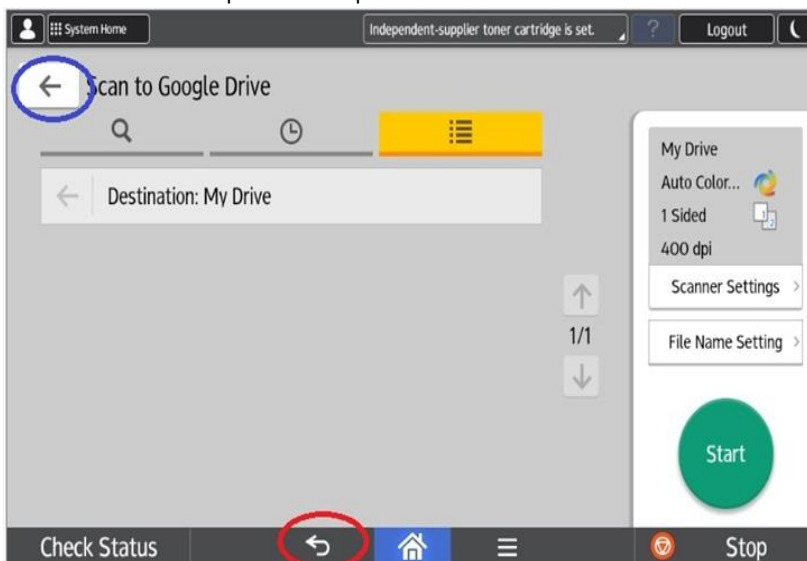 System Home
Independent-supplier toner cartridge is set.
?
Logout
Scan to Google Drive
Destination: My Drive
My Drive
Auto Color...
1 Sided
400 dpi
Scanner Settings
1/1
File Name Setting
Start
Check Status
Stop